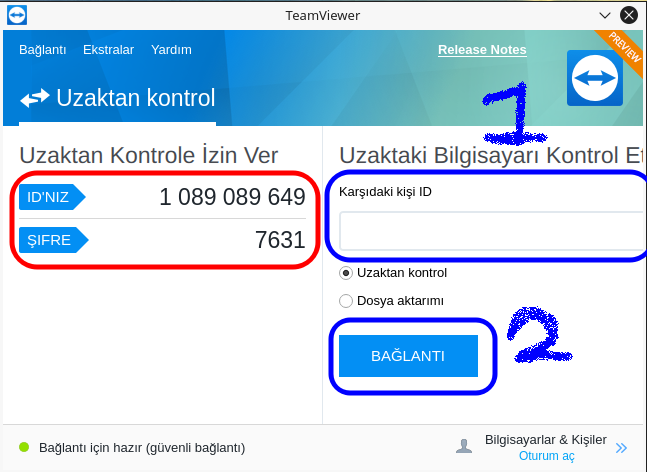 TeamViewer
Bağlantı Ekstralar Yardım Release Notes
PREVIEW
Uzaktan kontrol
1
Uzaktan Kontrole İzin Ver
ID'NIZ 1 089 089 649
ŞIFRE 7631
Uzaktaki Bilgisayarı Kontrol Et
Karşıdaki kişi ID
Uzaktan kontrol
Dosya aktarımı
BAĞLANTI
2
Bağlantı için hazır (güvenli bağlantı)
Bilgisayarlar & Kişiler
Oturum aç